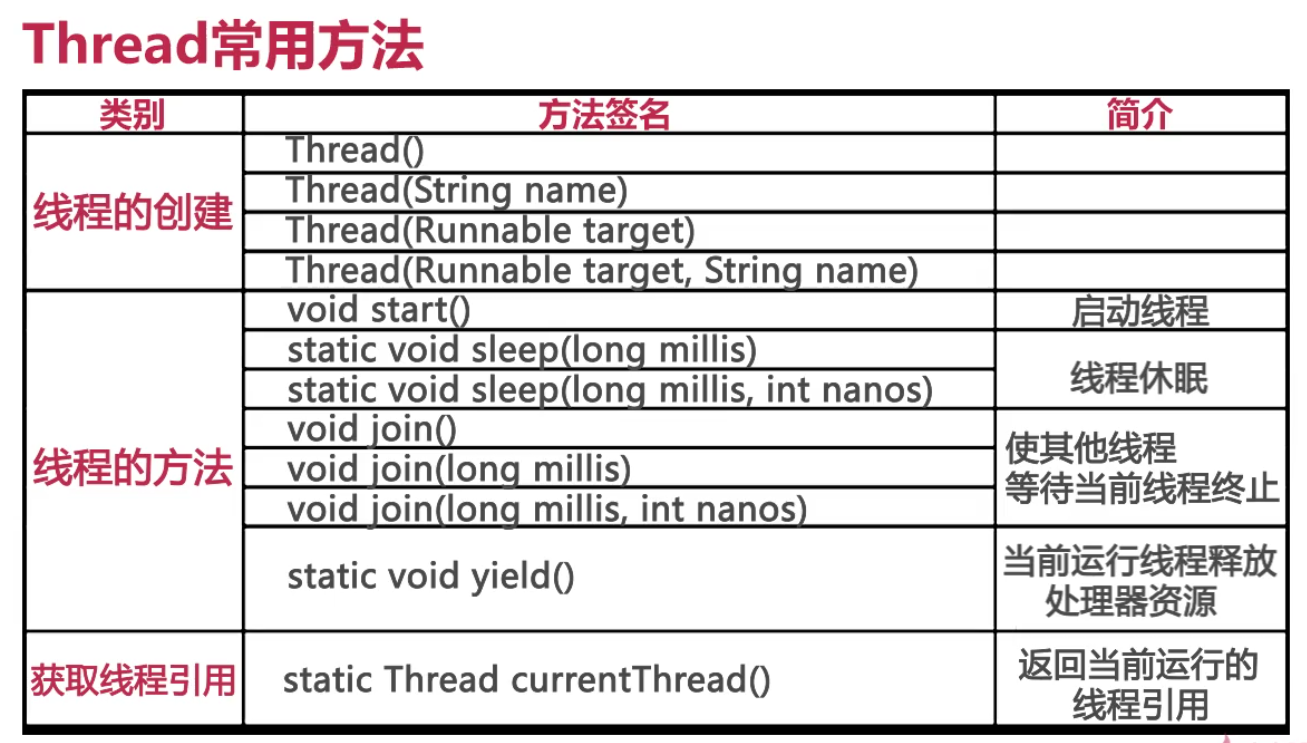 Thread常用方法
类别 方法签名 简介
线程的创建
Thread()
Thread(String name)
Thread(Runnable target)
Thread(Runnable target, String name)
线程的方法
void start()
启动线程
static void sleep(long millis)
static void sleep(long millis, int nanos)
线程休眠
void join()
void join(long millis)
void join(long millis, int nanos)
使其他线程
等待当前线程终止
static void yield()
当前运行线程释放
处理器资源
获取线程引用
static Thread currentThread()
返回当前运行的
线程引用